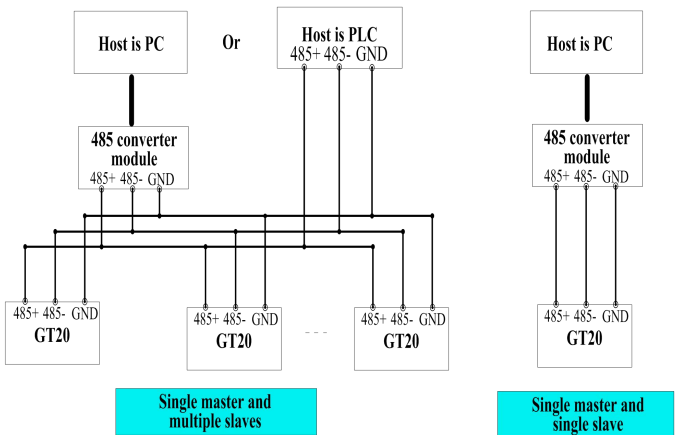 Host is PC
Or
Host is PLC
485+ 485- GND
485 converter
module
485+ 485- GND
485+ 485- GND
GT20
485+ 485- GND
GT20
485+ 485- GND
GT20
Single master and
multiple slaves
Host is PC
485 converter
module
485+ 485- GND
485+ 485- GND
GT20
Single master and
single slave